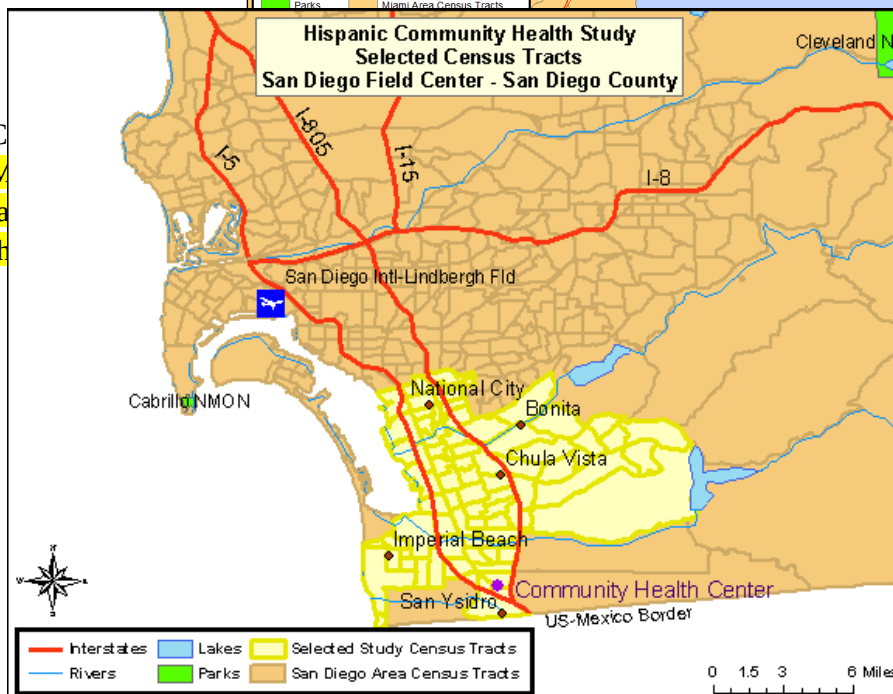 Parks Miami Area Census Tracts
Hispanic Community Health Study
Selected Census Tracts
San Diego Field Center - San Diego County
Cleveland N
C
M
a
h
I-5
I-805
I-15
I-8
San Diego Intl-Lindbergh Fld
Cabrillo NMON
National City
Bonita
Chula Vista
Imperial Beach
Community Health Center
San Ysidro
US-Mexico Border
N
W
E
S
Interstates Lakes Selected Study Census Tracts
Rivers Parks San Diego Area Census Tracts
0 1.5 3 6 Miles